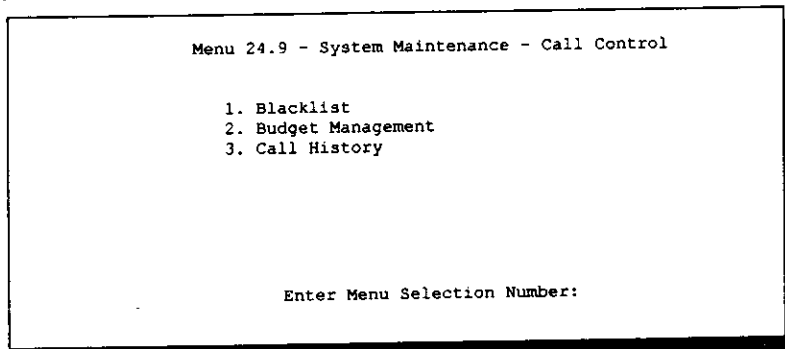 Menu 24.9 - System Maintenance - Call Control
1. Blacklist
2. Budget Management
3. Call History
Enter Menu Selection Number: